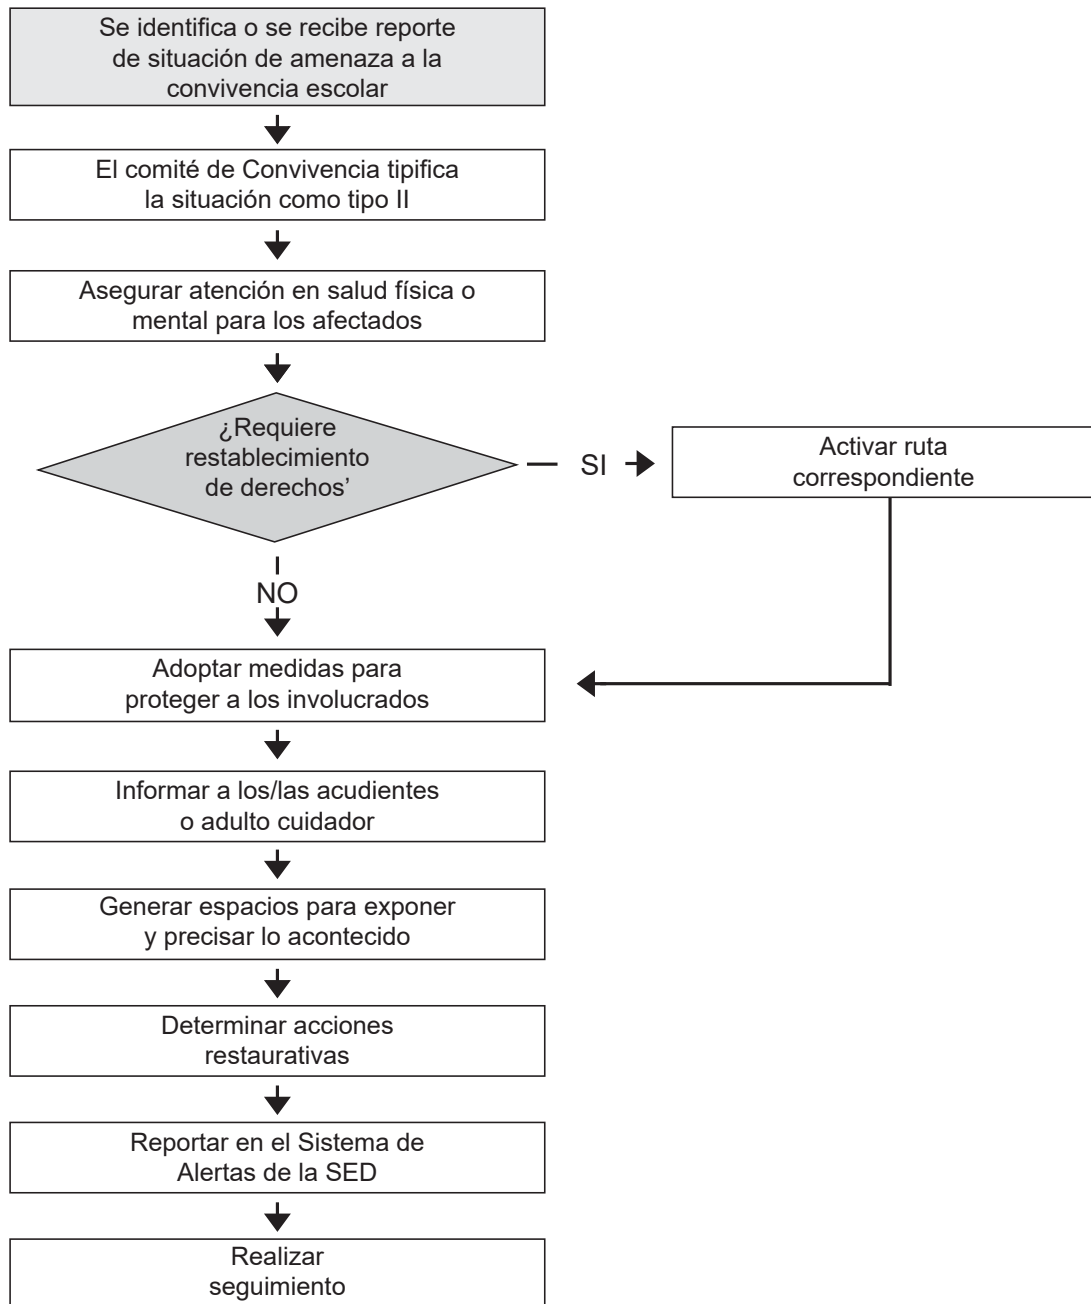 Se identifica o se recibe reporte
de situación de amenaza a la
convivencia escolar
El comité de Convivencia tipifica
la situación como tipo II
Asegurar atención en salud física o
mental para los afectados
¿Requiere
restablecimiento
de derechos’
SI
Activar ruta
correspondiente
NO
Adoptar medidas para
proteger a los involucrados
Informar a los/las acudientes
o adulto cuidador
Generar espacios para exponer
y precisar lo acontecido
Determinar acciones
restaurativas
Reportar en el Sistema de
Alertas de la SED
Realizar
seguimiento